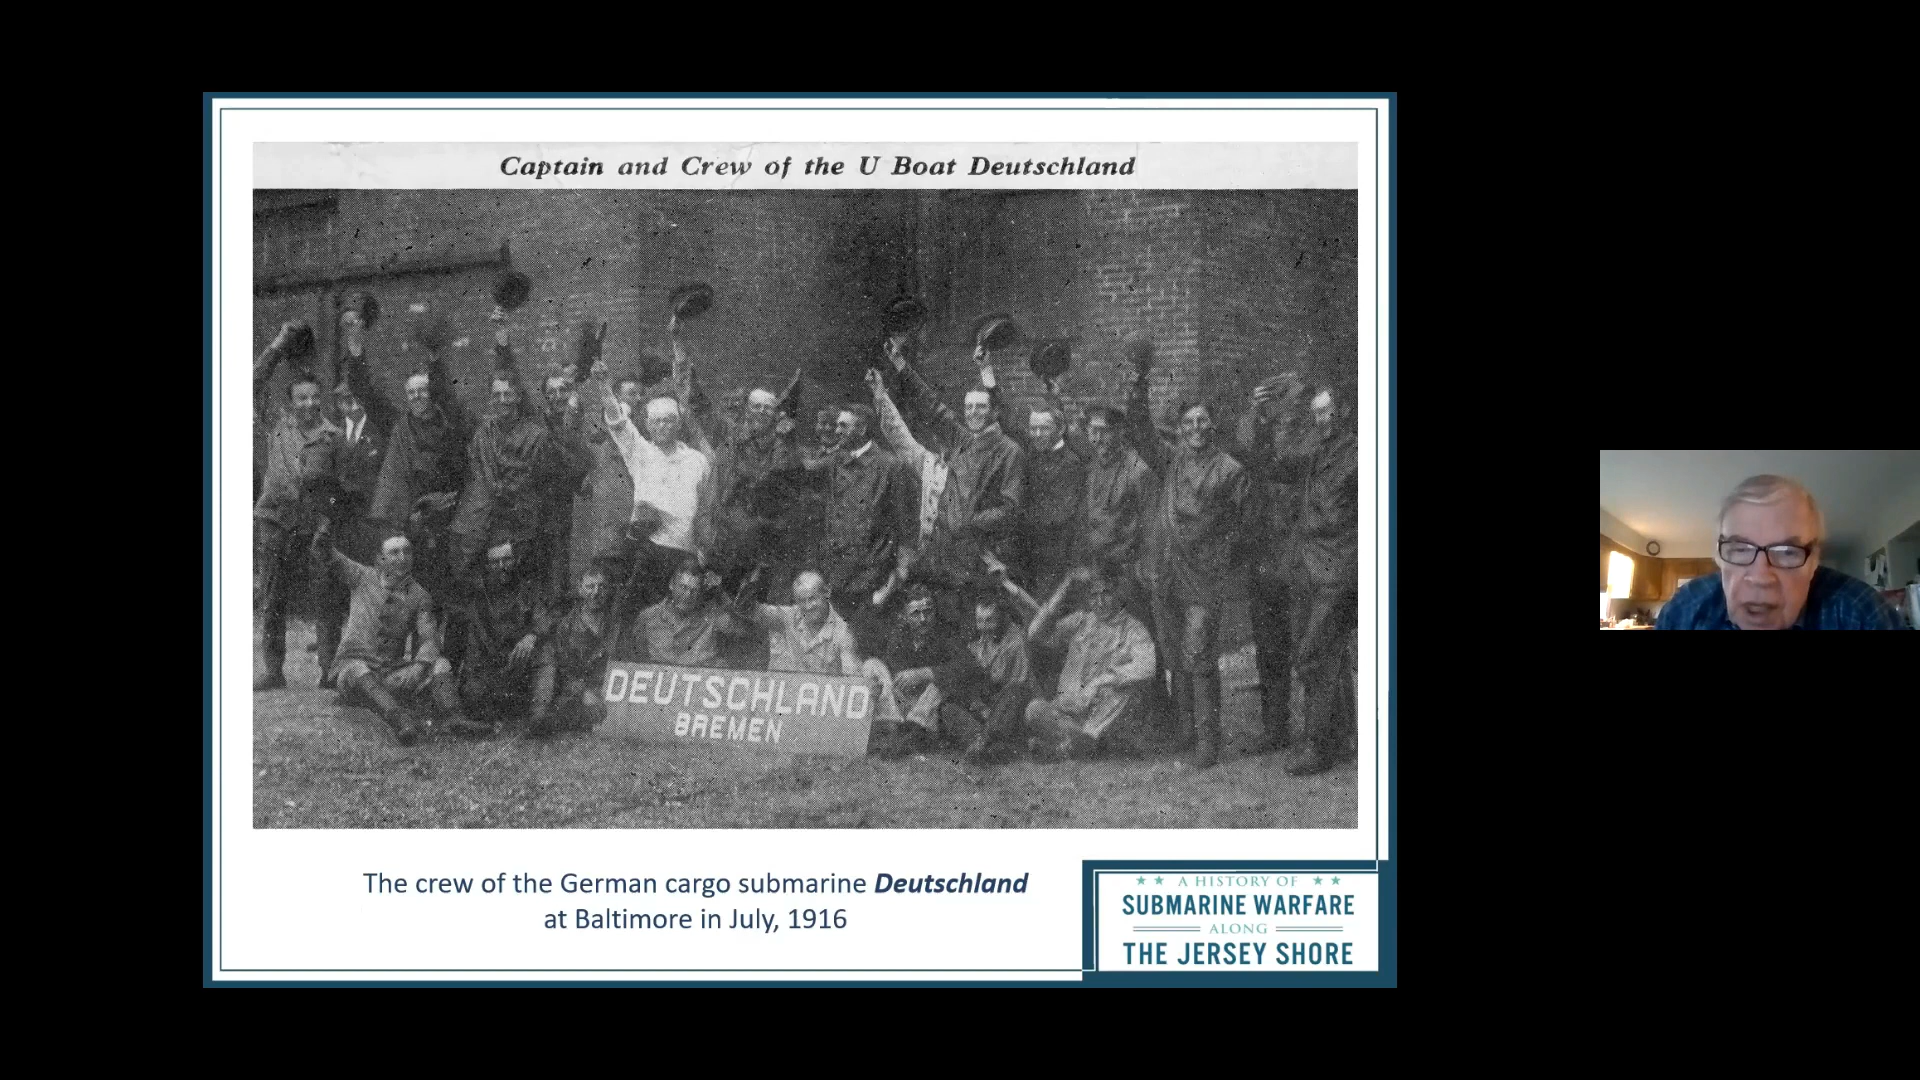 Captain and Crew of the U Boat Deutschland
DEUTSCHLAND
BREMEN
The crew of the German cargo submarine Deutschland
at Baltimore in July, 1916
★ ★ A HISTORY OF ★ ★
SUBMARINE WARFARE
ALONG
THE JERSEY SHORE